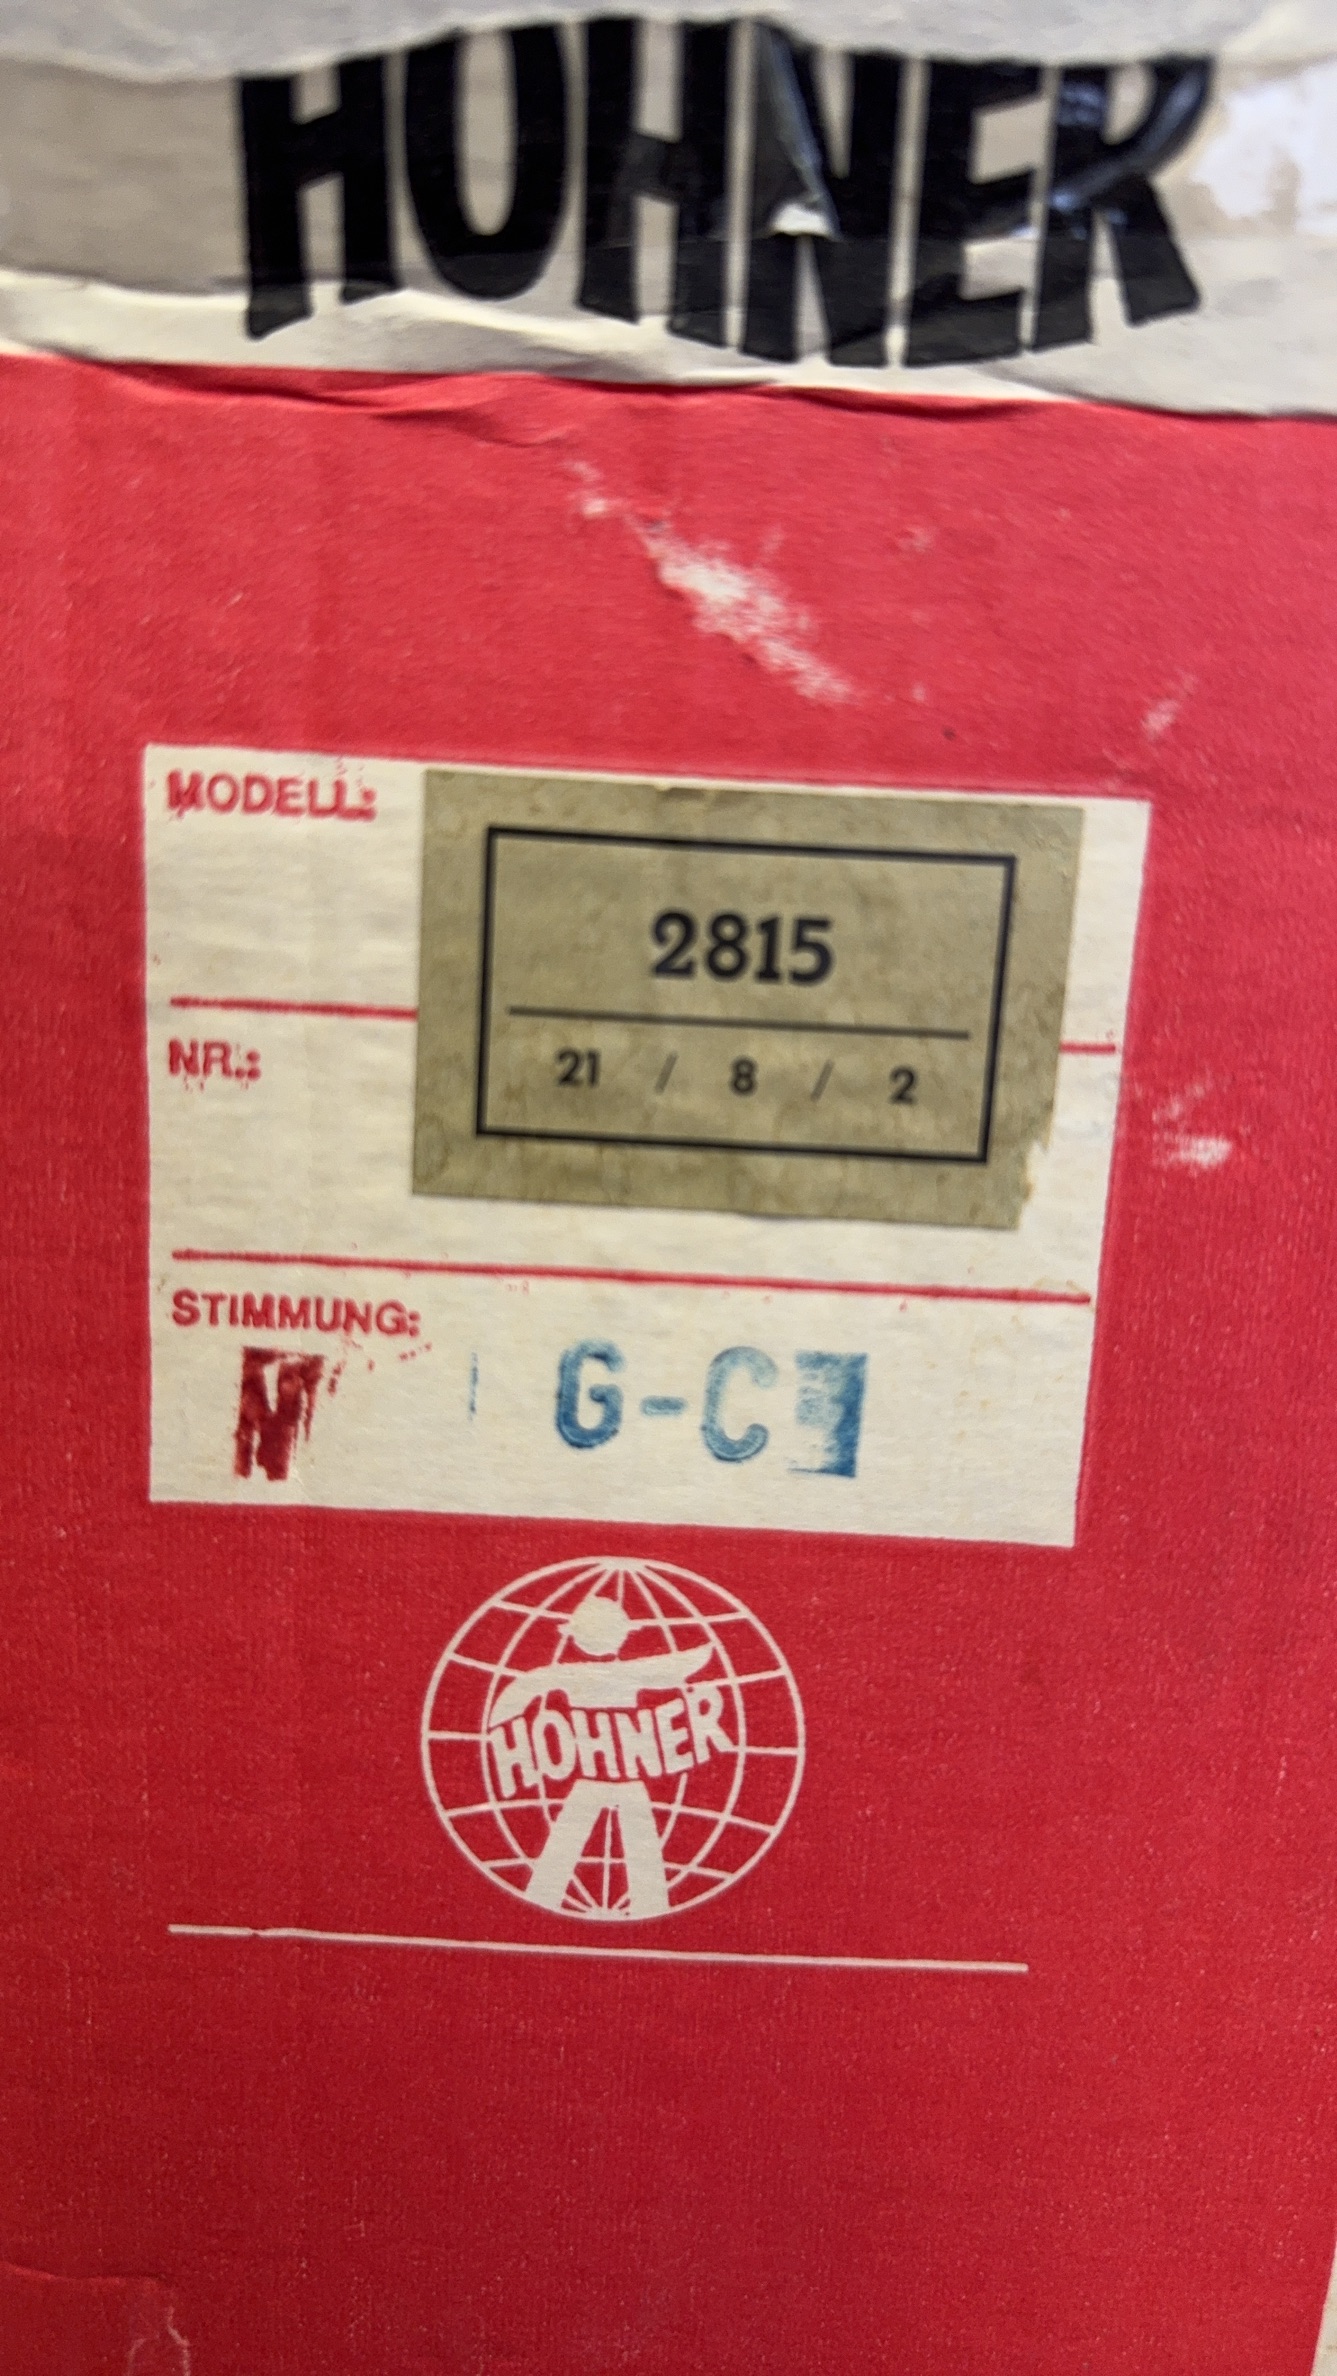 HOHNER
MODELL:
2815
NR.:
21 / 8 / 2
STIMMUNG:
N G-C
HOHNER